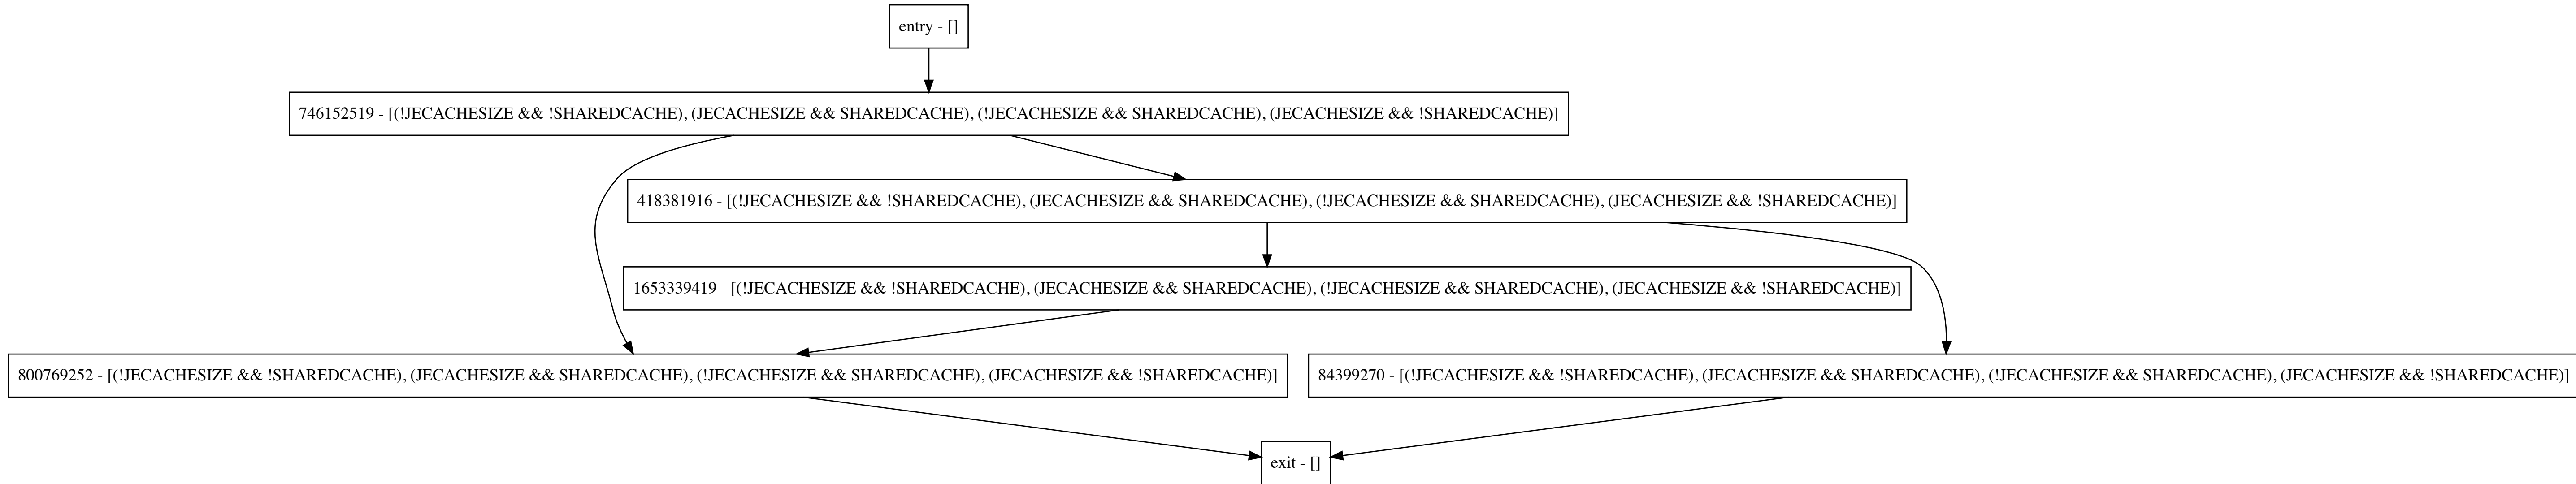 entry - []
746152519 - [(!JECACHESIZE && !SHAREDCACHE), (JECACHESIZE && SHAREDCACHE), (!JECACHESIZE && SHAREDCACHE), (JECACHESIZE && !SHAREDCACHE)]
418381916 - [(!JECACHESIZE && !SHAREDCACHE), (JECACHESIZE && SHAREDCACHE), (!JECACHESIZE && SHAREDCACHE), (JECACHESIZE && !SHAREDCACHE)]
1653339419 - [(!JECACHESIZE && !SHAREDCACHE), (JECACHESIZE && SHAREDCACHE), (!JECACHESIZE && SHAREDCACHE), (JECACHESIZE && !SHAREDCACHE)]
800769252 - [(!JECACHESIZE && !SHAREDCACHE), (JECACHESIZE && SHAREDCACHE), (!JECACHESIZE && SHAREDCACHE), (JECACHESIZE && !SHAREDCACHE)]
84399270 - [(!JECACHESIZE && !SHAREDCACHE), (JECACHESIZE && SHAREDCACHE), (!JECACHESIZE && SHAREDCACHE), (JECACHESIZE && !SHAREDCACHE)]
exit - []